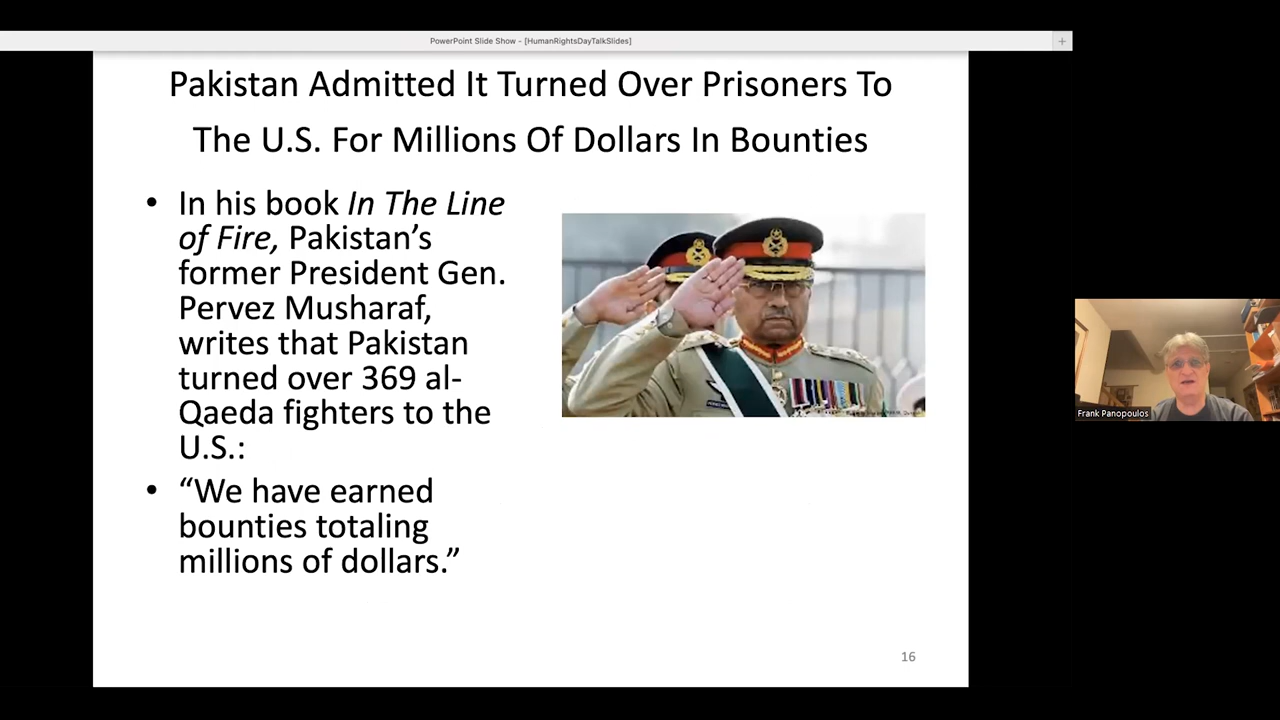 PowerPoint Slide Show - [HumanRightsDayTalkSlides]
Pakistan Admitted It Turned Over Prisoners To
The U.S. For Millions Of Dollars In Bounties
• In his book In The Line
of Fire, Pakistan’s
former President Gen.
Pervez Musharaf,
writes that Pakistan
turned over 369 al-
Qaeda fighters to the
U.S.:
• “We have earned
bounties totaling
millions of dollars.”
16
Frank Panopoulos